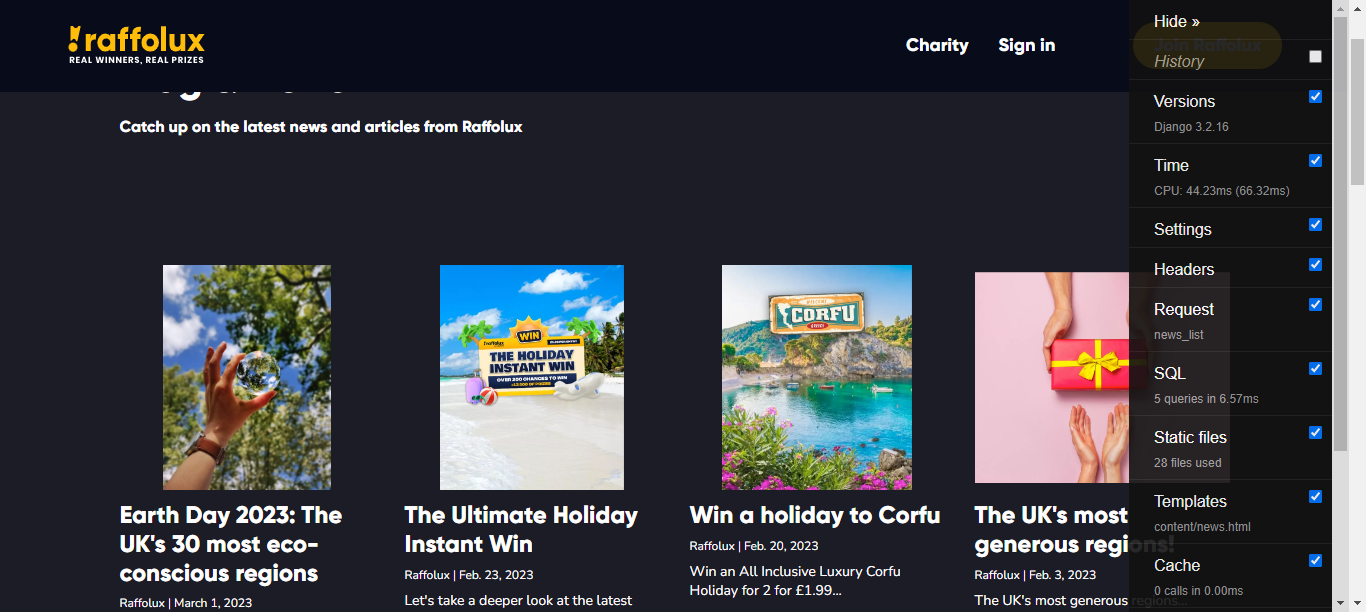 raffolux
REAL WINNERS, REAL PRIZES
Charity
Sign in
Join Raffolux
Catch up on the latest news and articles from Raffolux
WIN
raffolux
THE HOLIDAY
INSTANT WIN
OVER 200 CHANCES TO WIN
CORFU
GREECE
Earth Day 2023: The
UK's 30 most eco-
conscious regions
Raffolux | March 1, 2023
The Ultimate Holiday
Instant Win
Raffolux | Feb. 23, 2023
Let's take a deeper look at the latest
Win a holiday to Corfu
Raffolux | Feb. 20, 2023
Win an All Inclusive Luxury Corfu
Holiday for 2 for £1.99...
The UK's most
generous regions!
Raffolux | Feb. 3, 2023
The UK's most generous regions...
Hide »
History
Versions
Django 3.2.16
Time
CPU: 44.23ms (66.32ms)
Settings
Headers
Request
news_list
SQL
5 queries in 6.57ms
Static files
28 files used
Templates
content/news.html
Cache
0 calls in 0.00ms